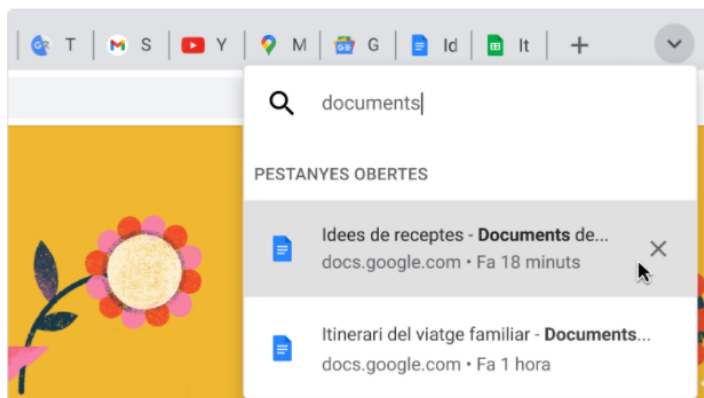 T S Y M G Id It
documents
PESTANYES OBERTES
Idees de receptes - Documents de...
docs.google.com • Fa 18 minuts
Itinerari del viatge familiar - Documents...
docs.google.com • Fa 1 hora